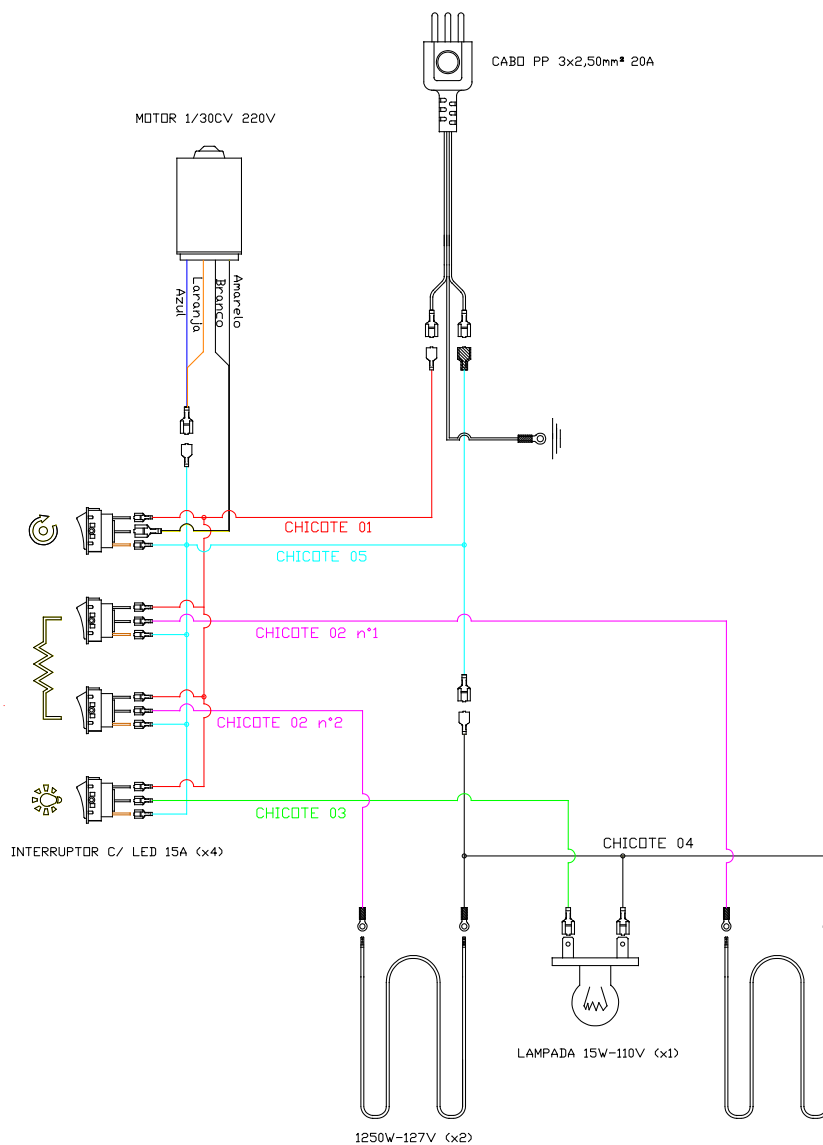 CABO PP 3x2,50mm² 20A
MOTOR 1/30CV 220V
Amarelo
Branco
Laranja
Azul
CHICOTE 01
CHICOTE 05
CHICOTE 02 n°1
CHICOTE 02 n°2
CHICOTE 03
CHICOTE 04
INTERRUPTOR C/ LED 15A (x4)
LAMPADA 15W-110V (x1)
1250W-127V (x2)